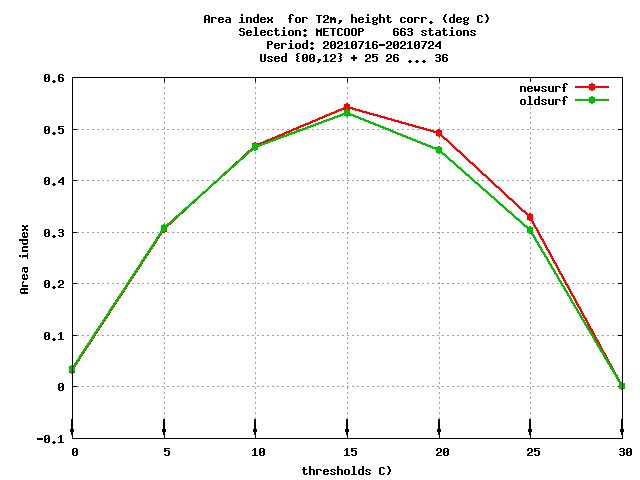 Area index  for T2m, height corr. (deg C)
Selection: METCOOP    663 stations
Period: 20210716-20210724
Used {00,12} + 25 26 ... 36
newsurf
oldsurf
0.6
0.5
0.4
0.3
0.2
0.1
0
-0.1
Area index
0 5 10 15 20 25 30
thresholds C)